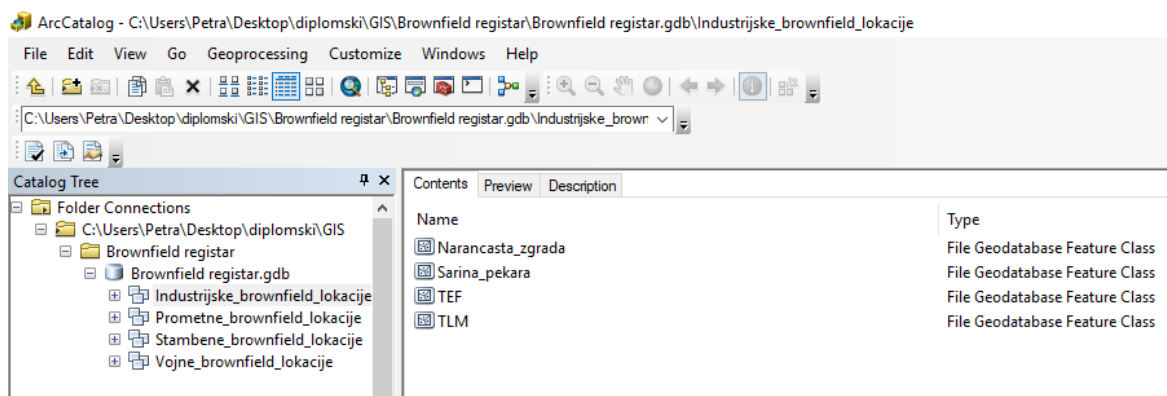 ArcCatalog - C:\Users\Petra\Desktop\diplomski\GIS\Brownfield registar\Brownfield registar.gdb\Industrijske_brownfield_lokacije
File Edit View Go Geoprocessing Customize Windows Help
C:\Users\Petra\Desktop\diplomski\GIS\Brownfield registar\Brownfield registar.gdb\Industrijske_brown
Catalog Tree
Folder Connections
C:\Users\Petra\Desktop\diplomski\GIS
Brownfield registar
Brownfield registar.gdb
Industrijske_brownfield_lokacije
Prometne_brownfield_lokacije
Stambene_brownfield_lokacije
Vojne_brownfield_lokacije
Contents Preview Description
Name Type
Narancasta_zgrada File Geodatabase Feature Class
Sarina_pekara File Geodatabase Feature Class
TEF File Geodatabase Feature Class
TLM File Geodatabase Feature Class